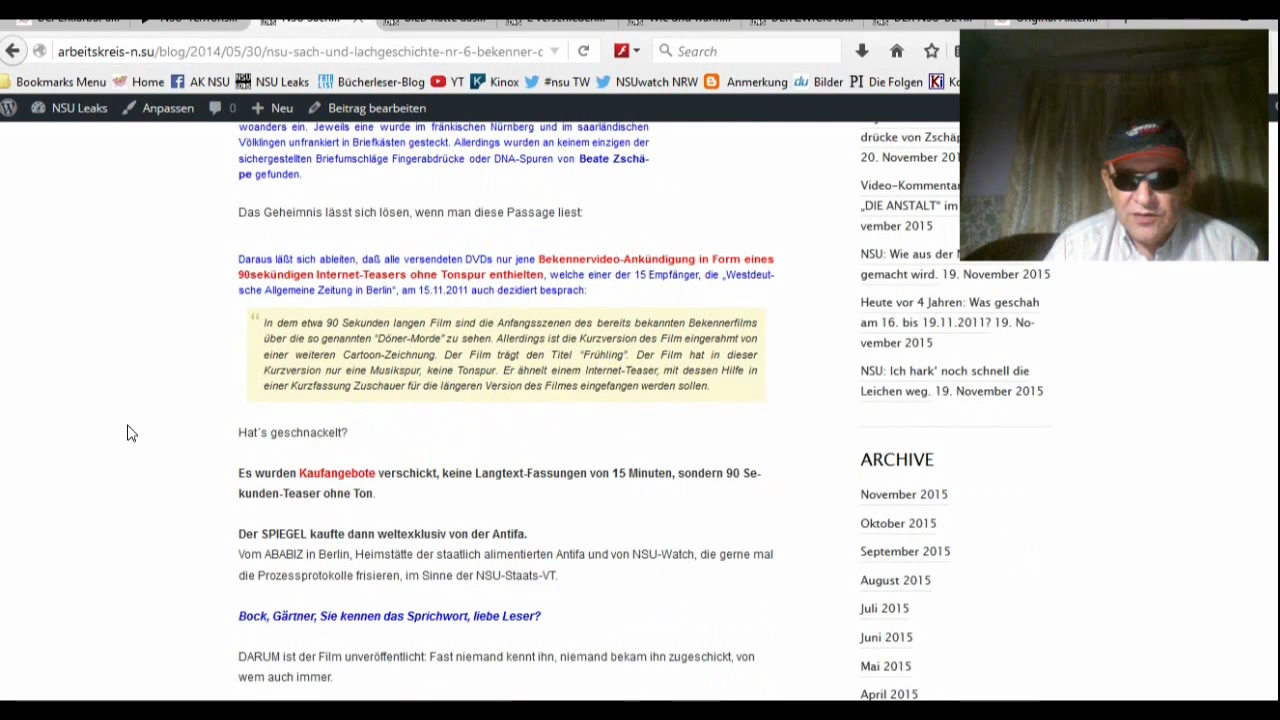 arbeitskreis-n.su/blog/2014/05/30/nsu-sach-und-lachgeschichte-nr-6-bekenner-c
Search
Bookmarks Menu Home AK NSU NSU Leaks Bücherleser-Blog YT Kinox #nsu TW NSUwatch NRW Anmerkung du Bilder PI Die Folgen Ki
NSU Leaks Anpassen 0 Neu Beitrag bearbeiten
woanders ein. Jeweils eine wurde im fränkischen Nürnberg und im saarländischen
Völklingen unfrankiert in Briefkästen gesteckt. Allerdings wurden an keinem einzigen der
sichergestellten Briefumschläge Fingerabdrücke oder DNA-Spuren von Beate Zschä-
pe gefunden.
Das Geheimnis lässt sich lösen, wenn man diese Passage liest:
Daraus läßt sich ableiten, daß alle versendeten DVDs nur jene Bekennervideo-Ankündigung in Form eines
90sekündigen Internet-Teasers ohne Tonspur enthielten, welche einer der 15 Empfänger, die „Westdeut-
sche Allgemeine Zeitung in Berlin“, am 15.11.2011 auch dezidiert besprach:
In dem etwa 90 Sekunden langen Film sind die Anfangsszenen des bereits bekannten Bekennerfilms
über die so genannten "Döner-Morde" zu sehen. Allerdings ist die Kurzversion des Film eingerahmt von
einer weiteren Cartoon-Zeichnung. Der Film trägt den Titel "Frühling". Der Film hat in dieser
Kurzversion nur eine Musikspur, keine Tonspur. Er ähnelt einem Internet-Teaser, mit dessen Hilfe in
einer Kurzfassung Zuschauer für die längeren Version des Filmes eingefangen werden sollen.
Hat´s geschnackelt?
Es wurden Kaufangebote verschickt, keine Langtext-Fassungen von 15 Minuten, sondern 90 Se-
kunden-Teaser ohne Ton.
Der SPIEGEL kaufte dann weltexklusiv von der Antifa.
Vom ABABIZ in Berlin, Heimstätte der staatlich alimentierten Antifa und von NSU-Watch, die gerne mal
die Prozessprotokolle frisieren, im Sinne der NSU-Staats-VT.
Bock, Gärtner, Sie kennen das Sprichwort, liebe Leser?
DARUM ist der Film unveröffentlicht: Fast niemand kennt ihn, niemand bekam ihn zugeschickt, von
wem auch immer.
drücke von Zschäp
20. November 201
Video-Kommentar
„DIE ANSTALT“ im
vember 2015
NSU: Wie aus der
gemacht wird. 19. November 2015
Heute vor 4 Jahren: Was geschah
am 16. bis 19.11.2011? 19. No-
vember 2015
NSU: Ich hark' noch schnell die
Leichen weg. 19. November 2015
ARCHIVE
November 2015
Oktober 2015
September 2015
August 2015
Juli 2015
Juni 2015
Mai 2015
April 2015